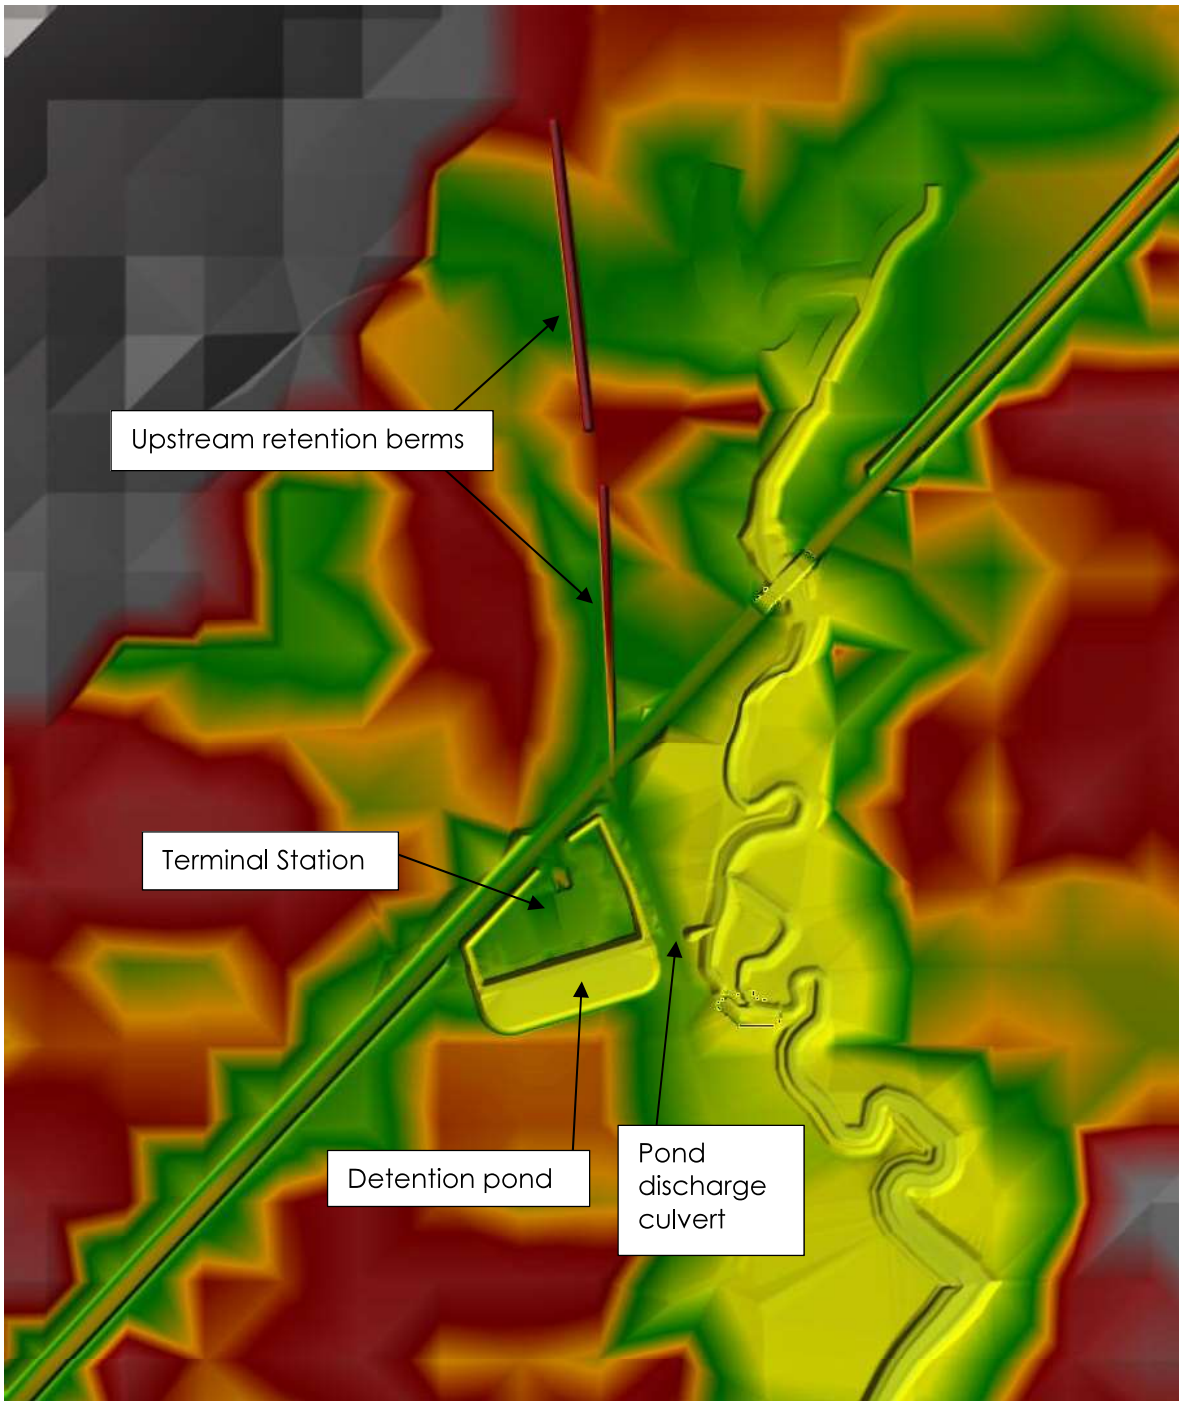 Upstream retention berms
Terminal Station
Detention pond
Pond
discharge
culvert